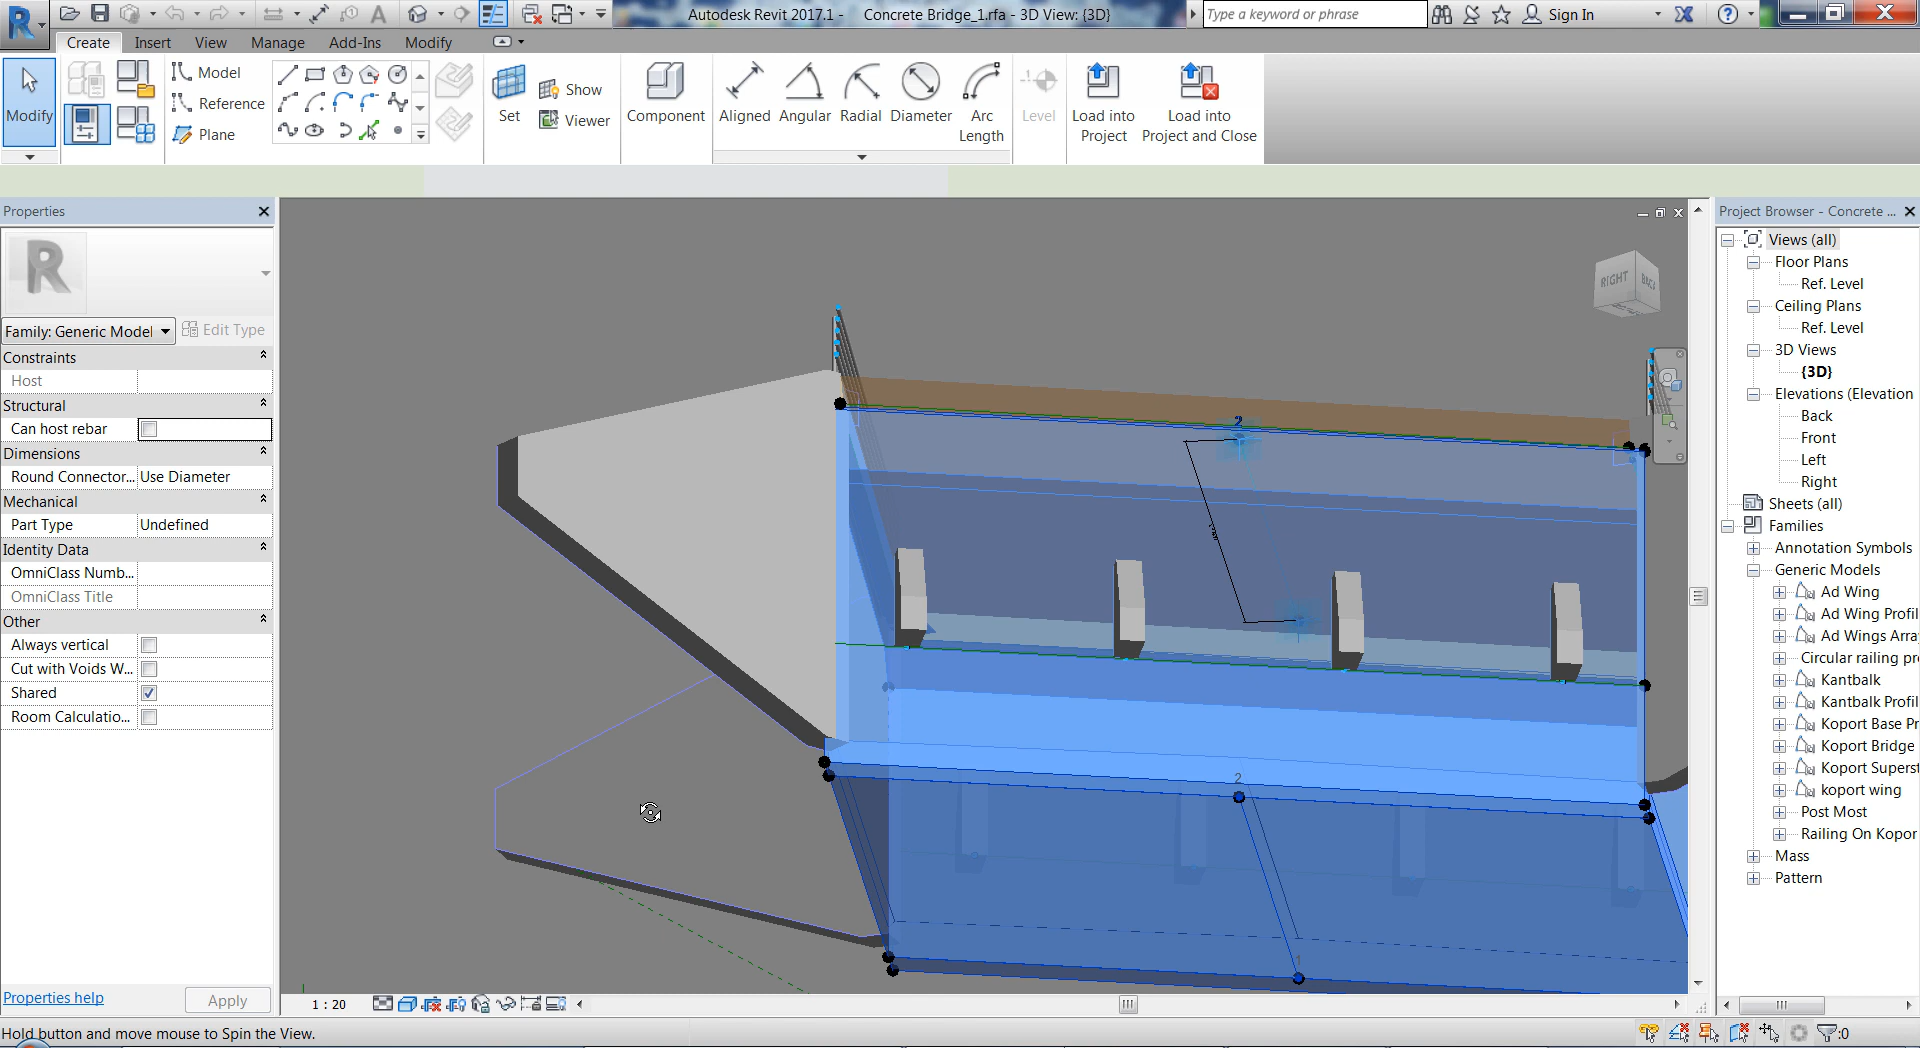 Autodesk Revit 2017.1 - Concrete Bridge_1.rfa - 3D View: {3D}
Type a keyword or phrase
Sign In
Create Insert View Manage Add-Ins Modify
Modify
Model
Reference
Plane
Set
Show
Viewer
Component
Aligned Angular Radial Diameter Arc Length
Level
Load into Project
Load into Project and Close
Properties
Family: Generic Model
Edit Type
Constraints
Host
Structural
Can host rebar
Dimensions
Round Connector... Use Diameter
Mechanical
Part Type Undefined
Identity Data
OmniClass Numb...
OmniClass Title
Other
Always vertical
Cut with Voids W...
Shared
Room Calculatio...
Properties help
Apply
RIGHT
BACK
2
2
1
1 : 20
Project Browser - Concrete ...
Views (all)
Floor Plans
Ref. Level
Ceiling Plans
Ref. Level
3D Views
{3D}
Elevations (Elevation
Back
Front
Left
Right
Sheets (all)
Families
Annotation Symbols
Generic Models
Ad Wing
Ad Wing Profil
Ad Wings Arra
Circular railing pr
Kantbalk
Kantbalk Profil
Koport Base Pr
Koport Bridge
Koport Superst
koport wing
Post Most
Railing On Kopor
Mass
Pattern
Hold button and move mouse to Spin the View.
:0